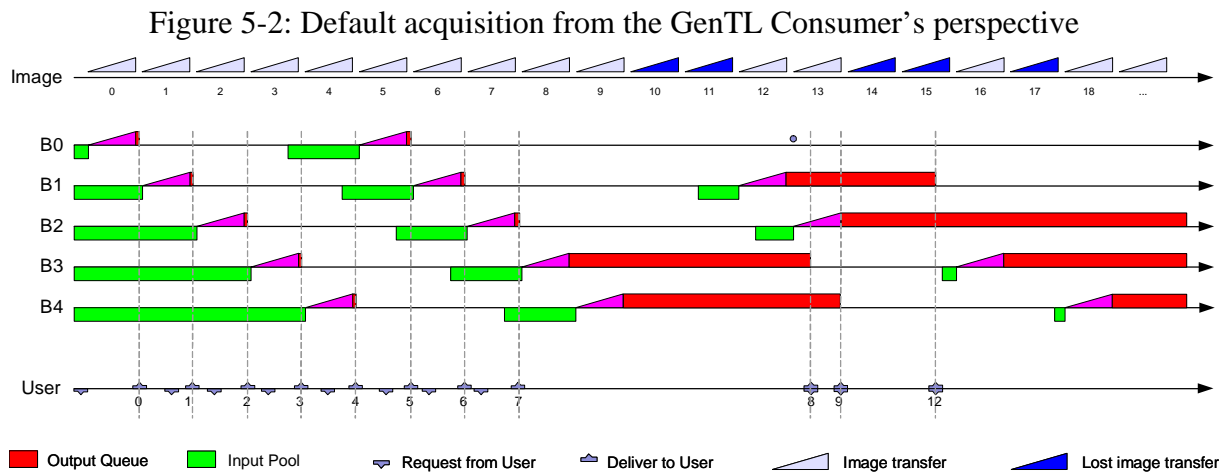 Figure 5-2: Default acquisition from the GenTL Consumer’s perspective
Image
0 1 2 3 4 5 6 7 8 9 10 11 12 13 14 15 16 17 18 ...
B0
B1
B2
B3
B4
User
0 1 2 3 4 5 6 7 8 9 12
Output Queue Input Pool Request from User Deliver to User Image transfer Lost image transfer